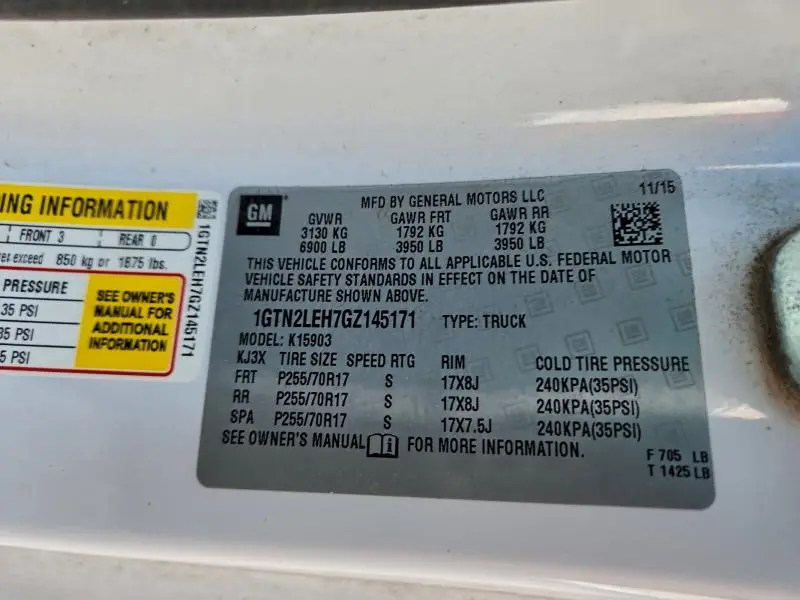 ING INFORMATION
FRONT 3 REAR 0
exceed 850 kg or 1875 lbs.
PRESSURE
35 PSI
35 PSI
5 PSI
SEE OWNER'S
MANUAL FOR
ADDITIONAL
INFORMATION
1GTN2LEH7GZ145171
GM
MFD BY GENERAL MOTORS LLC
11/15
GVWR GAWR FRT GAWR RR
3130 KG 1792 KG 1792 KG
6900 LB 3950 LB 3950 LB
THIS VEHICLE CONFORMS TO ALL APPLICABLE U.S. FEDERAL MOTOR
VEHICLE SAFETY STANDARDS IN EFFECT ON THE DATE OF
MANUFACTURE SHOWN ABOVE.
1GTN2LEH7GZ145171 TYPE: TRUCK
MODEL: K15903
KJ3X TIRE SIZE SPEED RTG RIM COLD TIRE PRESSURE
FRT P255/70R17 S 17X8J 240KPA(35PSI)
RR P255/70R17 S 17X8J 240KPA(35PSI)
SPA P255/70R17 S 17X7.5J 240KPA(35PSI)
SEE OWNER'S MANUAL FOR MORE INFORMATION.
F 705 LB
T 1425 LB